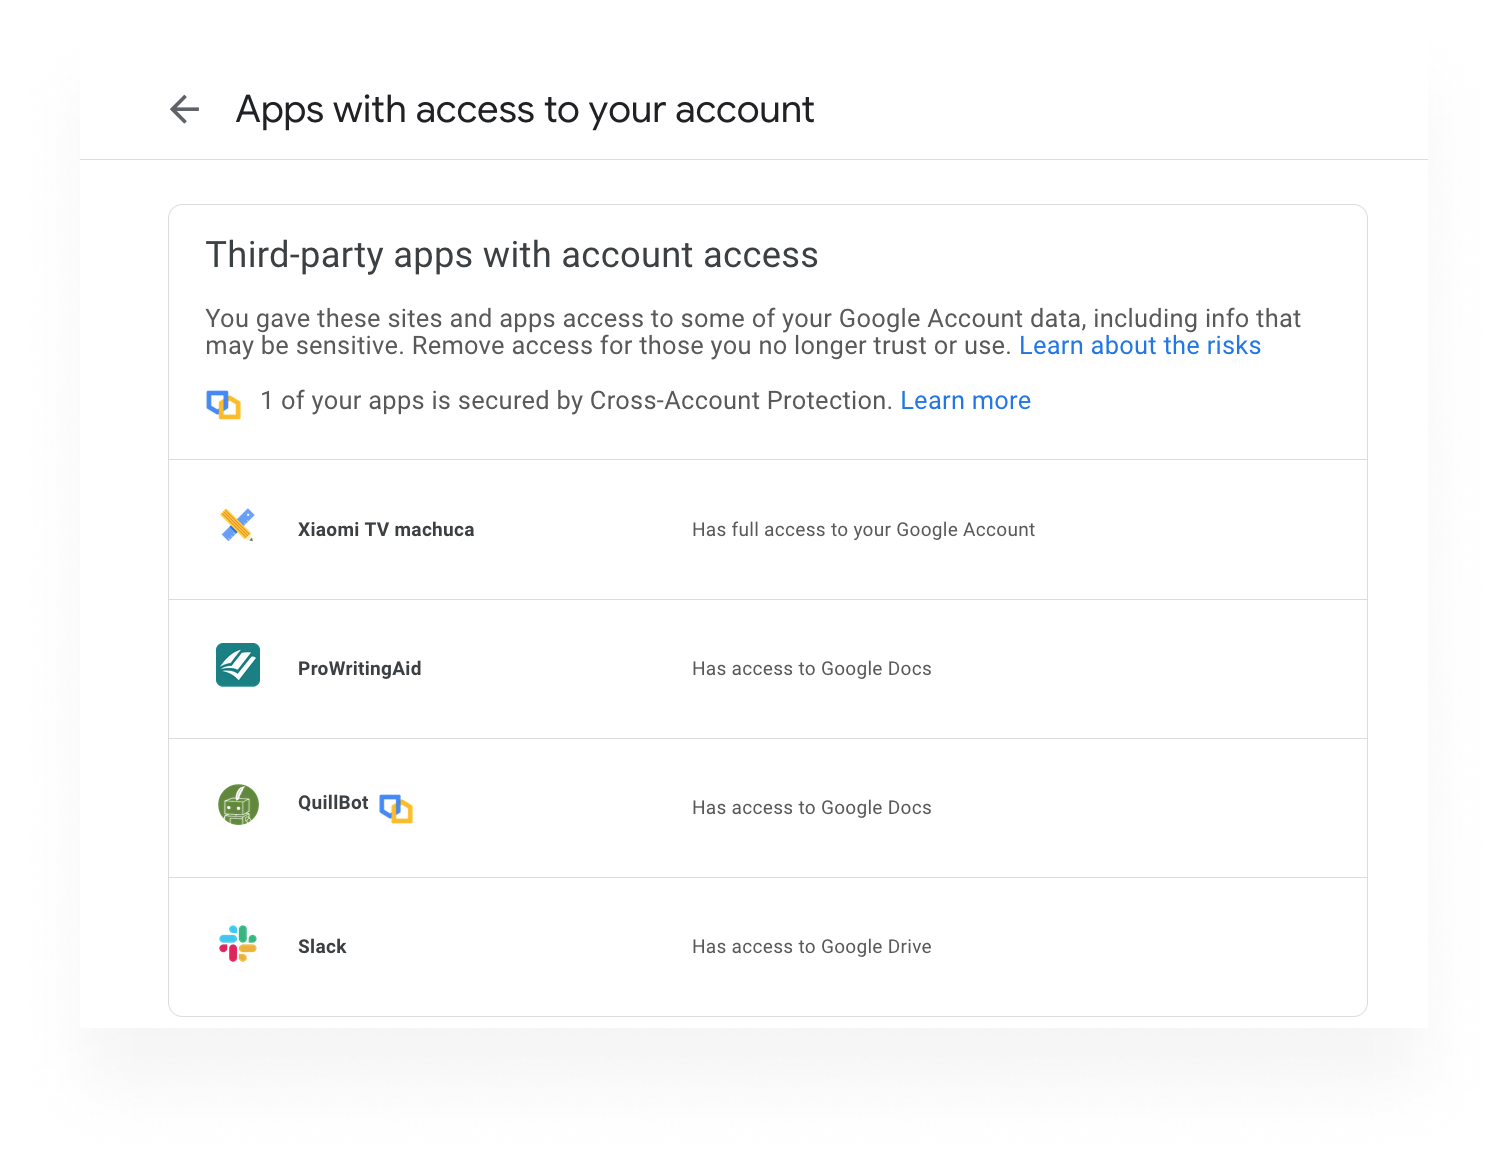 Apps with access to your account
Third-party apps with account access
You gave these sites and apps access to some of your Google Account data, including info that
may be sensitive. Remove access for those you no longer trust or use. Learn about the risks
1 of your apps is secured by Cross-Account Protection. Learn more
Xiaomi TV machuca Has full access to your Google Account
ProWritingAid Has access to Google Docs
QuillBot Has access to Google Docs
Slack Has access to Google Drive